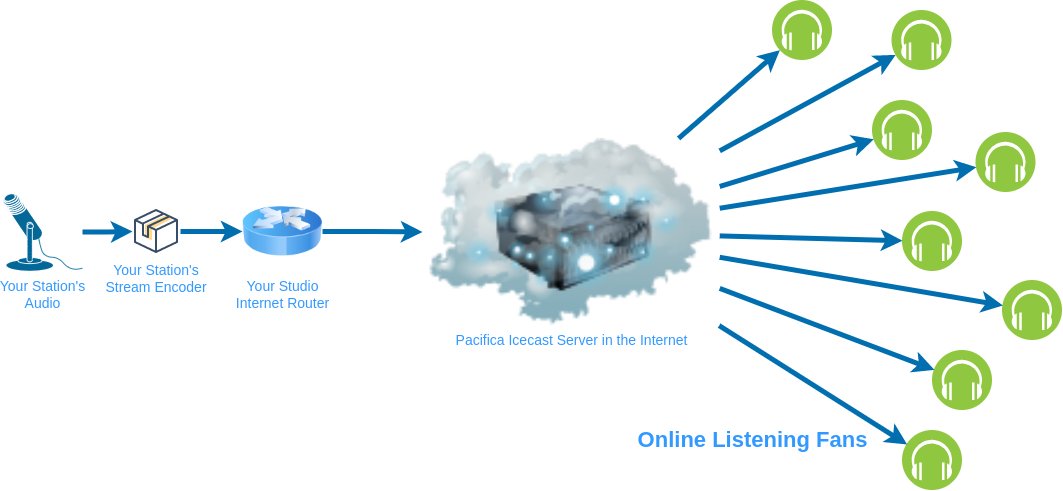 Your Station's
Audio
Your Station's
Stream Encoder
Your Studio
Internet Router
Pacifica Icecast Server in the Internet
Online Listening Fans